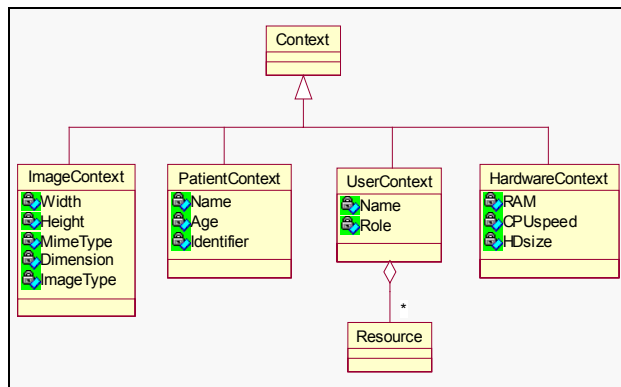 Context
ImageContext
Width
Height
MimeType
Dimension
ImageType
PatientContext
Name
Age
Identifier
UserContext
Name
Role
HardwareContext
RAM
CPUspeed
HDsize
*
Resource